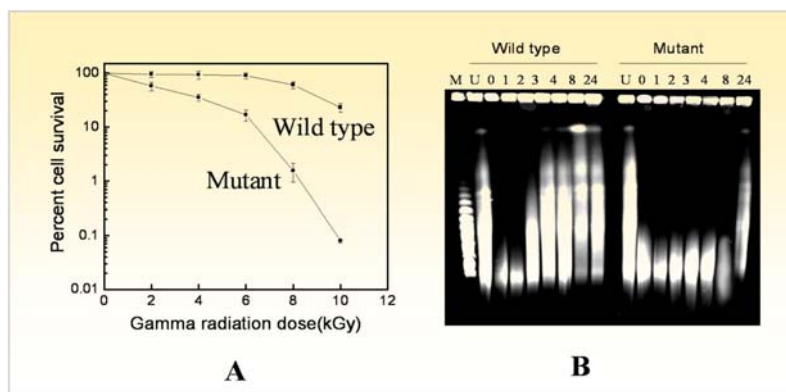 Percent cell survival
100
10
1
0.1
0.01
0 2 4 6 8 10 12
Gamma radiation dose(kGy)
Wild type
Mutant
A
Wild type Mutant
M U 0 1 2 3 4 8 24 U 0 1 2 3 4 8 24
B